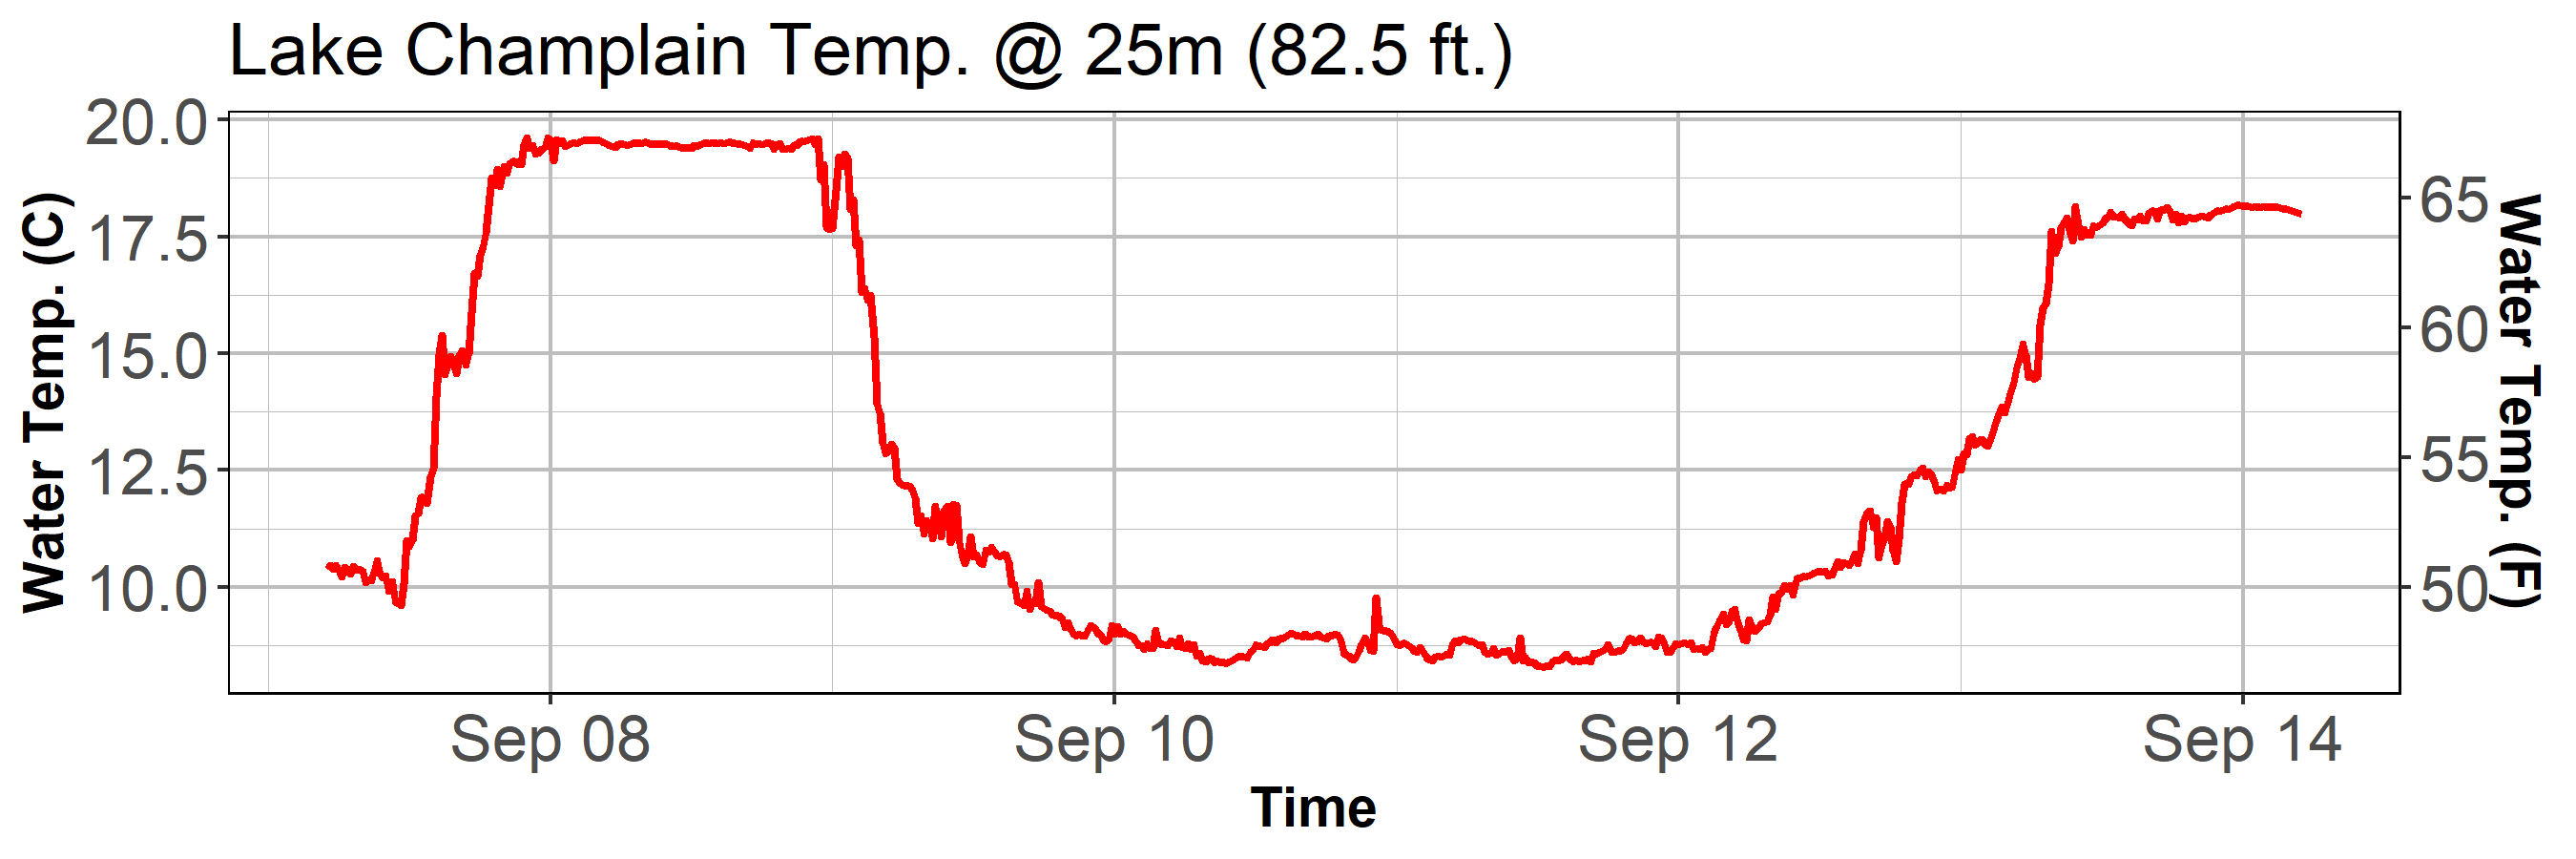 Lake Champlain Temp. @ 25m (82.5 ft.)
Water Temp. (C)
20.0
17.5
15.0
12.5
10.0
65
60
55
50
Water Temp. (F)
Sep 08
Sep 10
Sep 12
Sep 14
Time